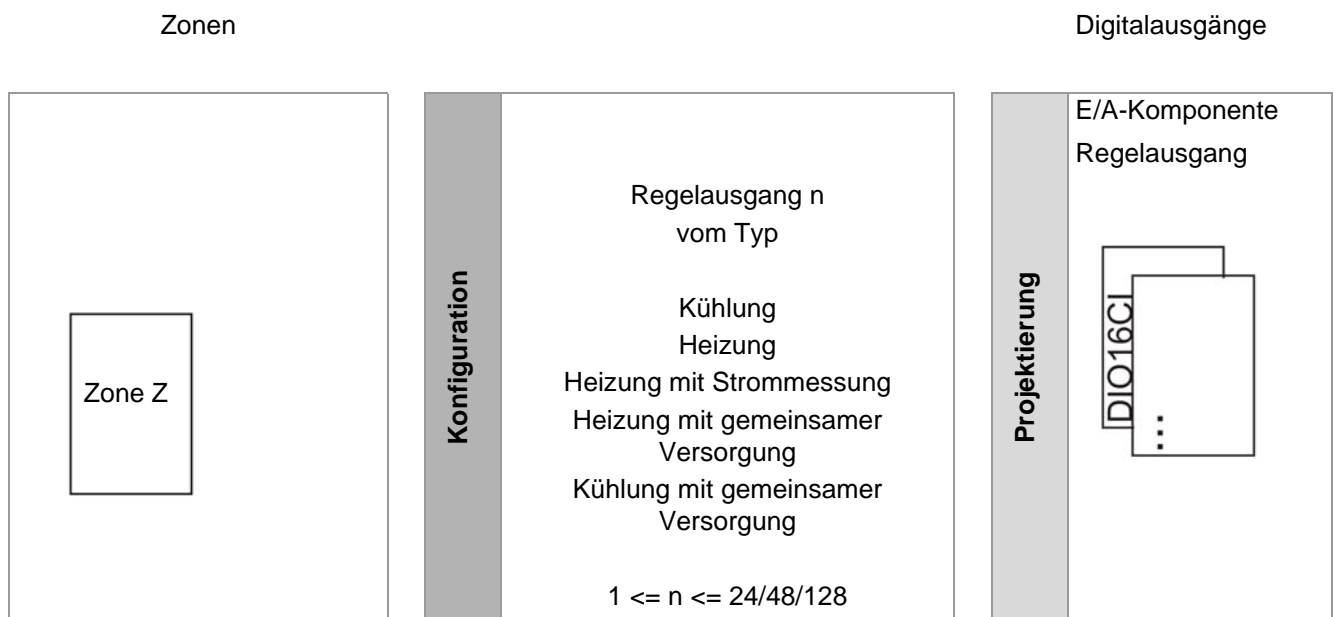 Zonen
Digitalausgänge
Zone Z
Konfiguration
Regelausgang n
vom Typ
Kühlung
Heizung
Heizung mit Strommessung
Heizung mit gemeinsamer
Versorgung
Kühlung mit gemeinsamer
Versorgung
1 <= n <= 24/48/128
Projektierung
E/A-Komponente
Regelausgang
DIO16CI
...